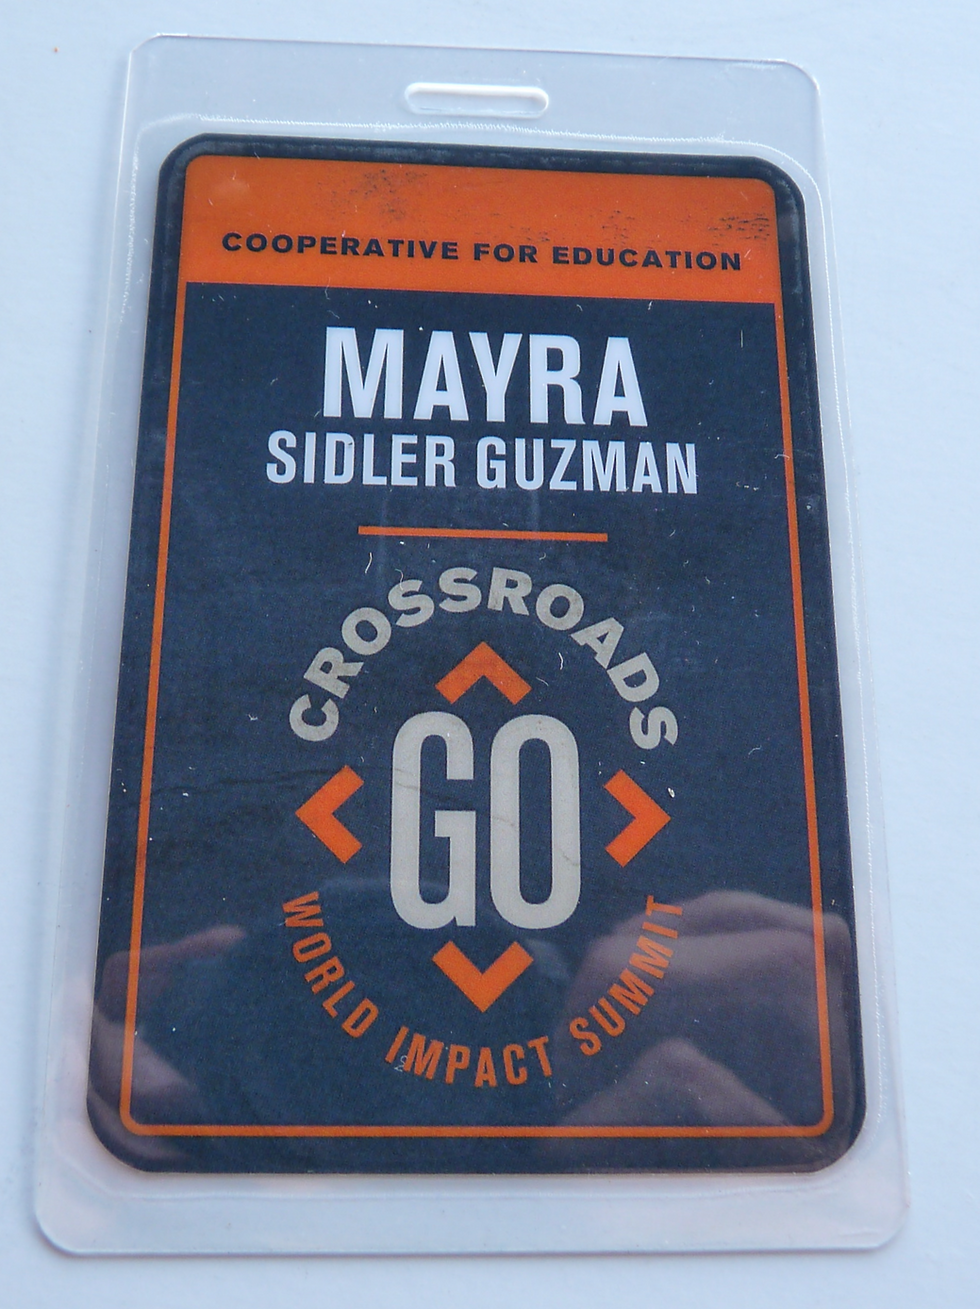 COOPERATIVE FOR EDUCATION
MAYRA
SIDLER GUZMAN
CROSSROADS
GO
WORLD IMPACT SUMMIT